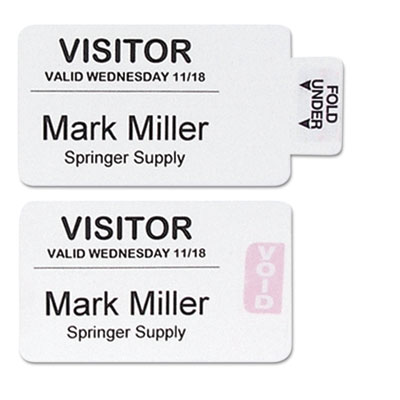 VISITOR
VALID WEDNESDAY 11/18
Mark Miller
Springer Supply
FOLD
UNDER
VISITOR
VALID WEDNESDAY 11/18
Mark Miller
Springer Supply
VOID